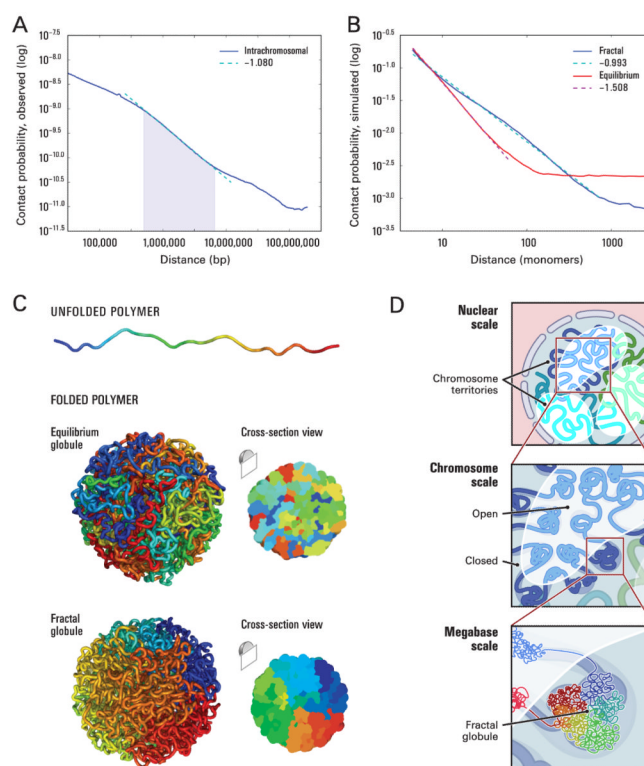 A
Contact probability, observed (log)
10^-7.5
10^-8.0
10^-8.5
10^-9.0
10^-9.5
10^-10.0
10^-10.5
10^-11.0
10^-11.5
Intrachromosomal
−1.080
100,000
1,000,000
10,000,000
100,000,000
Distance (bp)
B
Contact probability, simulated (log)
10^-0.5
10^-1.0
10^-1.5
10^-2.0
10^-2.5
10^-3.0
10^-3.5
Fractal
−0.993
Equilibrium
−1.508
10
100
1000
Distance (monomers)
C
UNFOLDED POLYMER
FOLDED POLYMER
Equilibrium
globule
Cross-section view
Fractal
globule
Cross-section view
D
Nuclear
scale
Chromosome
territories
Chromosome
scale
Open
Closed
Megabase
scale
Fractal
globule